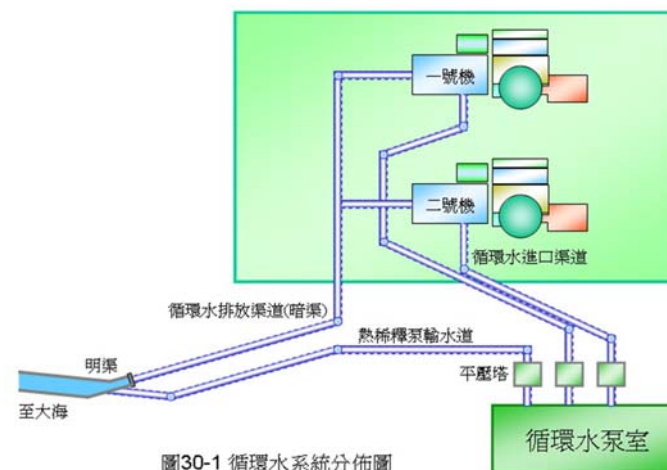 一號機
二號機
循環水進口渠道
循環水排放渠道(暗渠)
熱稀釋泵輸水道
明渠
平壓塔
至大海
循環水泵室
圖30-1 循環水系統分佈圖